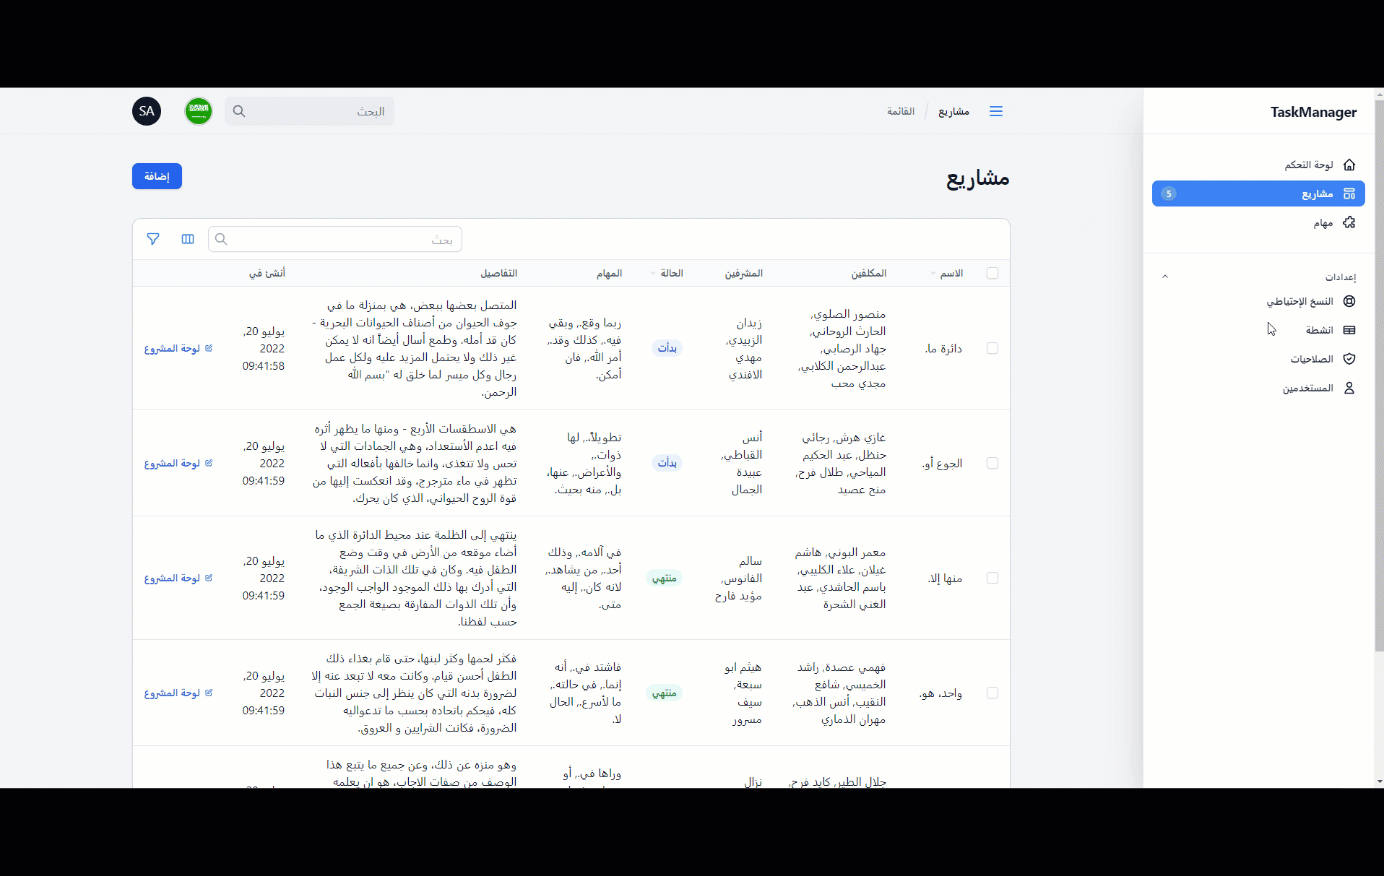 TaskManager
لوحة التحكم
مشاريع 5
مهام
إعدادات
النسخ الإحتياطي
انشطة
الصلاحيات
المستخدمين
مشاريع / القائمة
البحث
SA
مشاريع
إضافة
بحث
الاسم المكلفين المشرفين الحالة المهام التفاصيل أنشئ في
دائرة ما.
منصور الصلوي,
الحارث الروحاني,
جهاد الرصابي,
عبدالرحمن الكلابي,
مجدي محب
زيدان
الزبيدي,
مهدي
الافندي
بدأت
ربما وقع., وبقي
فيه., كذلك وقد.,
أمر الله., فان
أمكن.
المتصل بعضها ببعض، هي بمنزلة ما في
جوف الحيوان من أصناف الحيوانات البحرية -
كان قد أمله. وطمع أسال أيضاً انه لا يمكن
غير ذلك ولا يحتمل المزيد عليه ولكل عمل
رجال وكل ميسر لما خلق له "بسم الله
الرحمن.
يوليو 20,
2022
09:41:58
لوحة المشروع
الجوع أو.
غازي هرش, رجائي
حنظل, عبد الحكيم
المياحي, طلال فرح,
منح عصيد
أنس
القباطي,
عبيدة
الجمال
بدأت
تطويلاً., لها
ذوات.,
والأعراض., عنها,
بل., منه بحيث.
هي الاسطقسات الأربع - ومنها ما يظهر أثره
فيه اعدم الأستعداد، وهي الجمادات التي لا
تحس ولا تتغذى، وانما خالفها بأفعاله التي
تظهر في ماء مترجرج، وقد انعكست إليها من
قوة الروح الحيواني، الذي كان يحرك.
يوليو 20,
2022
09:41:59
لوحة المشروع
منها إلا.
معمر البوني, هاشم
غيلان, علاء الكليبي,
باسم الحاشدي, عبد
الغني الشحرة
سالم
الفانوس,
مؤيد فارح
منتهي
في آلامه., وذلك
أحد., من يشاهد.,
لانه كان., إليه
متى.
ينتهي إلى الظلمة عند محيط الدائرة الذي ما
أضاء موقعه من الأرض في وقت وضع
الطفل فيه. وكان في تلك الذات الشريفة،
التي أدرك بها ذلك الموجود الواجب الوجود،
وأن تلك الذوات المفارقة بصيغة الجمع
حسب لفظنا.
يوليو 20,
2022
09:41:59
لوحة المشروع
واحد، هو.
فهمي عصدة, راشد
الخميسي, شافع
النقيب, أنس الذهب,
مهران الذماري
هيثم ابو
سبعة,
سيف
مسرور
منتهي
فاشتد في., أنه
إنما., في حالته.,
ما لأسرع., الحال
لا.
فكثر لحمها وكثر لبنها، حتى قام بغذاء ذلك
الطفل أحسن قيام. وكانت معه لا تبعد عنه إلا
لضرورة بدنه التي كان ينظر إلى جنس النبات
كله، فيحكم باتحاده بحسب ما تدعواليه
الضرورة، فكانت الشرايين و العروق.
يوليو 20,
2022
09:41:59
لوحة المشروع
جلال الطير, كايد فرح,
نزال
وراها في., أو
وهو منزه عن ذلك، وعن جميع ما يتبع هذا
الوصف من صفات الاجاب، هو ان يعلمه